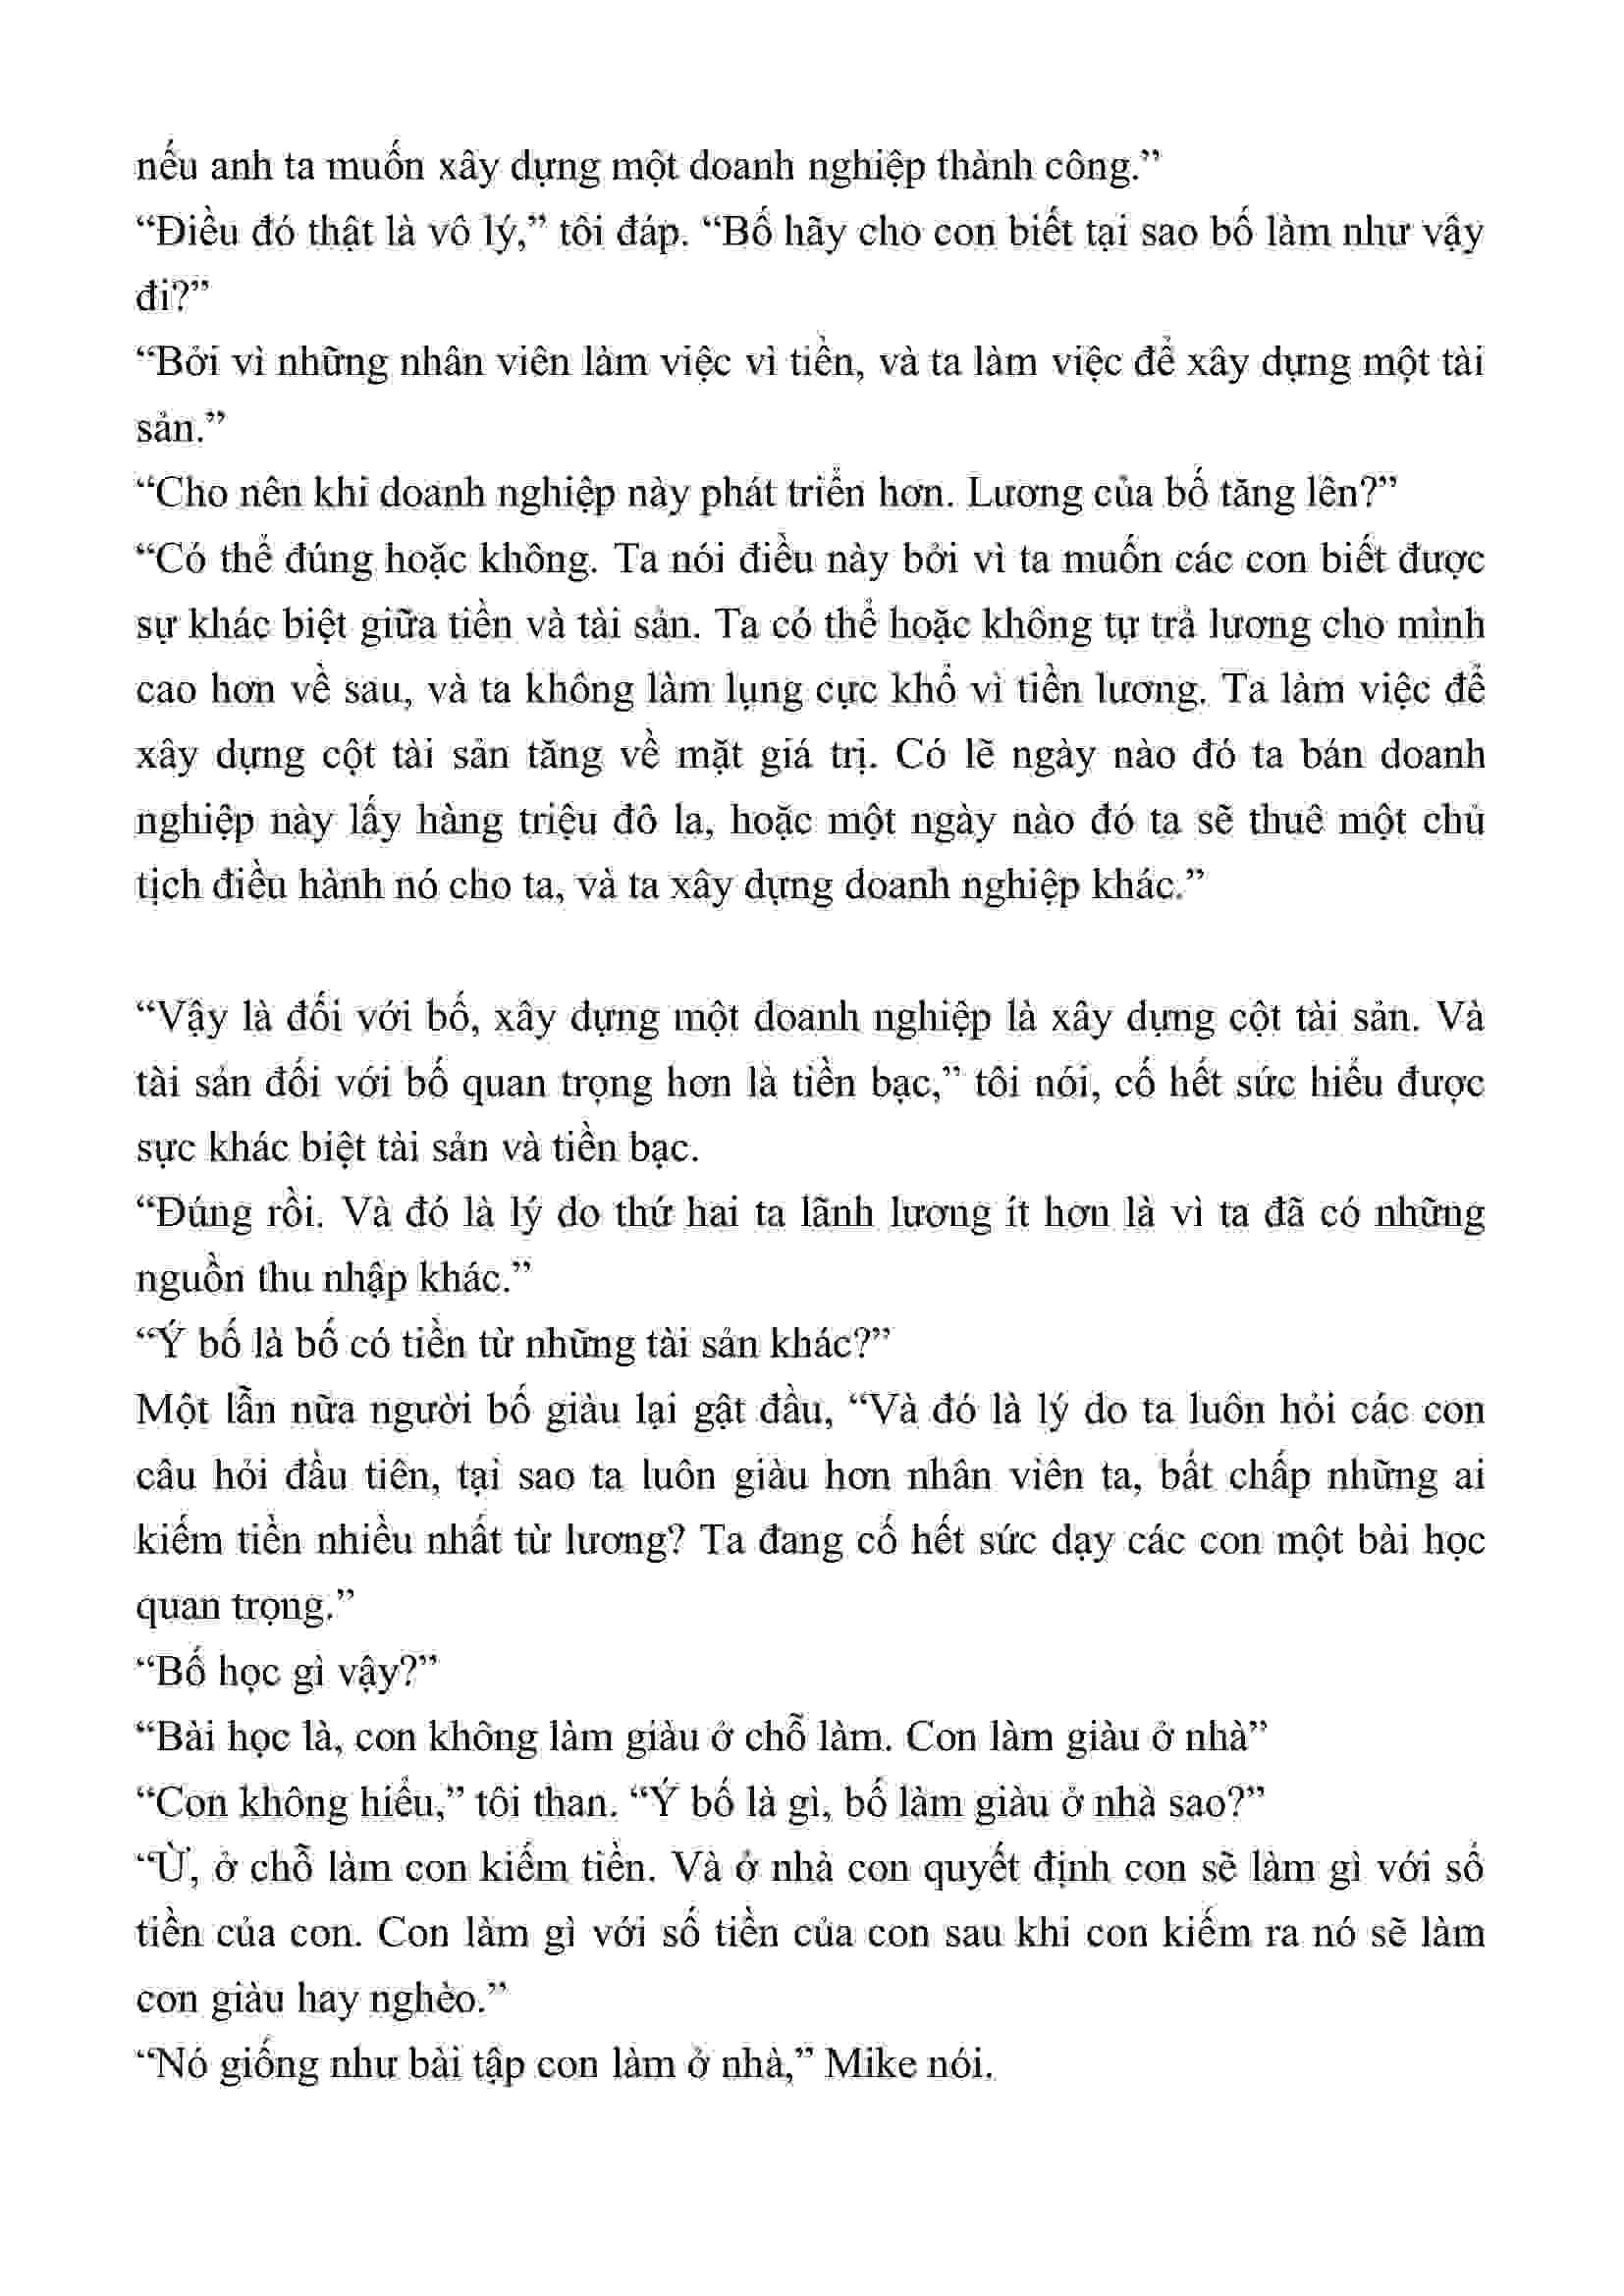 nếu anh ta muốn xây dựng một doanh nghiệp thành công.”
“Điều đó thật là vô lý,” tôi đáp. “Bố hãy cho con biết tại sao bố làm như vậy
đi?”
“Bởi vì những nhân viên làm việc vì tiền, và ta làm việc để xây dựng một tài
sản.”
“Cho nên khi doanh nghiệp này phát triển hơn. Lương của bố tăng lên?”
“Có thể đúng hoặc không. Ta nói điều này bởi vì ta muốn các con biết được
sự khác biệt giữa tiền và tài sản. Ta có thể hoặc không tự trả lương cho mình
cao hơn về sau, và ta không làm lụng cực khổ vì tiền lương. Ta làm việc để
xây dựng cột tài sản tăng về mặt giá trị. Có lẽ ngày nào đó ta bán doanh
nghiệp này lấy hàng triệu đô la, hoặc một ngày nào đó ta sẽ thuê một chủ
tịch điều hành nó cho ta, và ta xây dựng doanh nghiệp khác.”
“Vậy là đối với bố, xây dựng một doanh nghiệp là xây dựng cột tài sản. Và
tài sản đối với bố quan trọng hơn là tiền bạc,” tôi nói, cố hết sức hiểu được
sực khác biệt tài sản và tiền bạc.
“Đúng rồi. Và đó là lý do thứ hai ta lãnh lương ít hơn là vì ta đã có những
nguồn thu nhập khác.”
“Ý bố là bố có tiền từ những tài sản khác?”
Một lẫn nữa người bố giàu lại gật đầu, “Và đó là lý do ta luôn hỏi các con
câu hỏi đầu tiên, tại sao ta luôn giàu hơn nhân viên ta, bất chấp những ai
kiếm tiền nhiều nhất từ lương? Ta đang cố hết sức dạy các con một bài học
quan trọng.”
“Bố học gì vậy?”
“Bài học là, con không làm giàu ở chỗ làm. Con làm giàu ở nhà”
“Con không hiểu,” tôi than. “Ý bố là gì, bố làm giàu ở nhà sao?”
“Ừ, ở chỗ làm con kiếm tiền. Và ở nhà con quyết định con sẽ làm gì với số
tiền của con. Con làm gì với số tiền của con sau khi con kiếm ra nó sẽ làm
con giàu hay nghèo.”
“Nó giống như bài tập con làm ở nhà,” Mike nói.